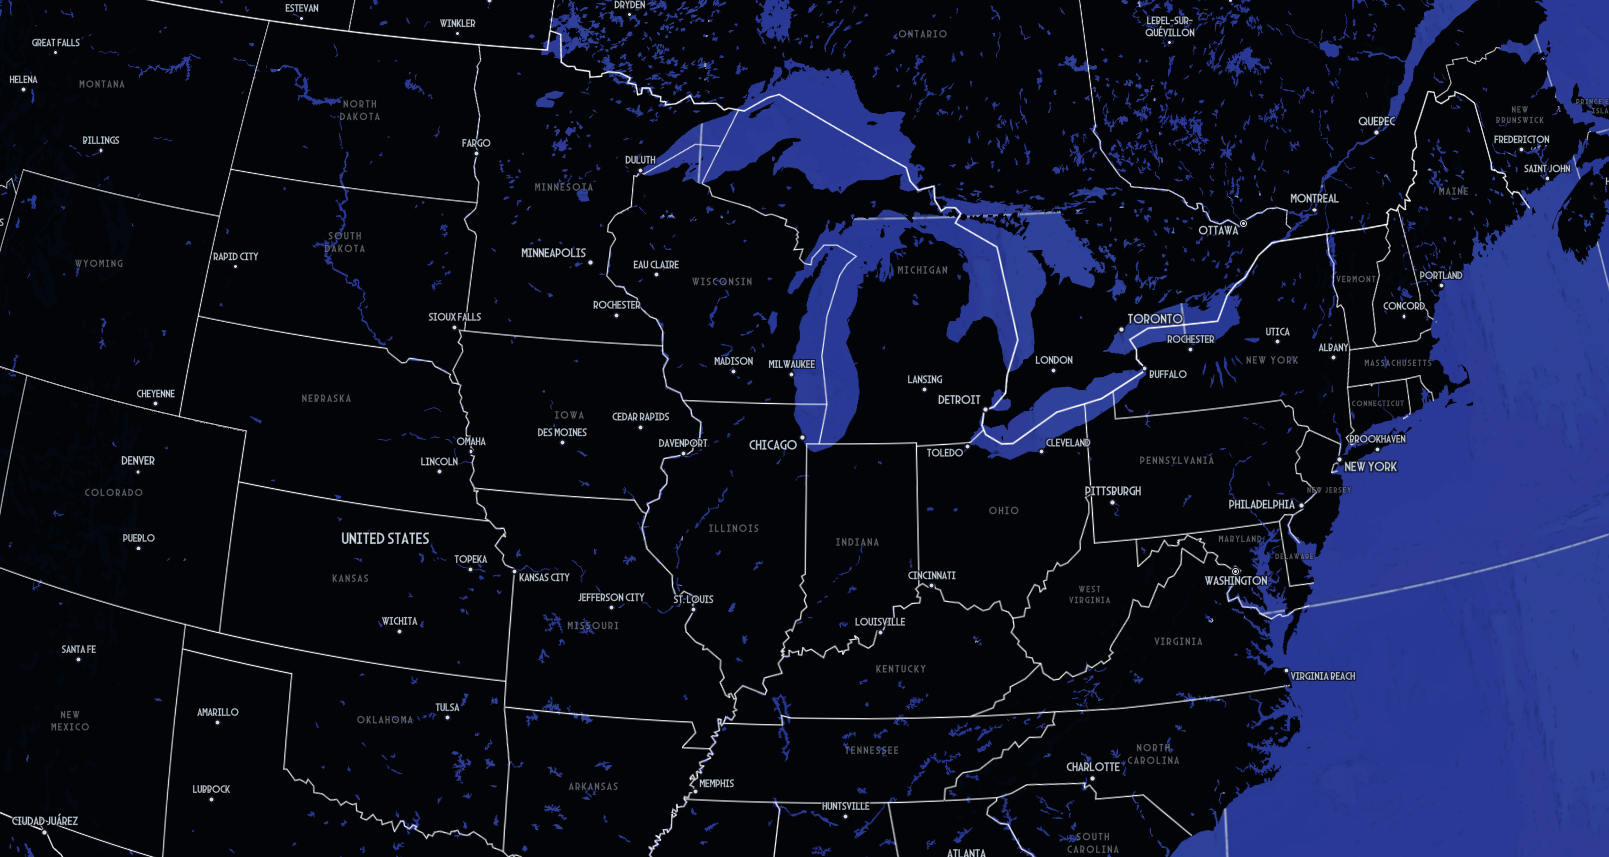 ESTEVAN
DRYDEN
WINKLER
LEBEL-SUR-
QUÉVILLON
ONTARIO
GREAT FALLS
HELENA
MONTANA
NORTH
DAKOTA
NEW
BRUNSWICK
QUEBEC
FREDERICTON
BILLINGS
FARGO
DULUTH
SAINT JOHN
MINNESOTA
MAINE
MONTREAL
OTTAWA
SOUTH
DAKOTA
MINNEAPOLIS
RAPID CITY
WYOMING
EAU CLAIRE
MICHIGAN
WISCONSIN
VERMONT
PORTLAND
ROCHESTER
CONCORD
SIOUX FALLS
TORONTO
UTICA
ROCHESTER
ALBANY
MADISON
MILWAUKEE
LONDON
NEW YORK
MASSACHUSETTS
BUFFALO
LANSING
CHEYENNE
NEBRASKA
DETROIT
CONNECTICUT
IOWA
CEDAR RAPIDS
DES MOINES
OMAHA
DAVENPORT
CHICAGO
CLEVELAND
BROOKHAVEN
TOLEDO
DENVER
LINCOLN
PENNSYLVANIA
NEW YORK
COLORADO
PITTSBURGH
NEW JERSEY
PHILADELPHIA
OHIO
ILLINOIS
PUEBLO
UNITED STATES
INDIANA
MARYLAND
DELAWARE
TOPEKA
KANSAS
KANSAS CITY
CINCINNATI
WASHINGTON
WEST
VIRGINIA
JEFFERSON CITY
ST. LOUIS
WICHITA
MISSOURI
LOUISVILLE
VIRGINIA
SANTA FE
KENTUCKY
VIRGINIA BEACH
NEW
MEXICO
AMARILLO
TULSA
OKLAHOMA
TENNESSEE
NORTH
CAROLINA
CHARLOTTE
ARKANSAS
MEMPHIS
LUBBOCK
HUNTSVILLE
CIUDAD JUÁREZ
SOUTH
CAROLINA
ATLANTA